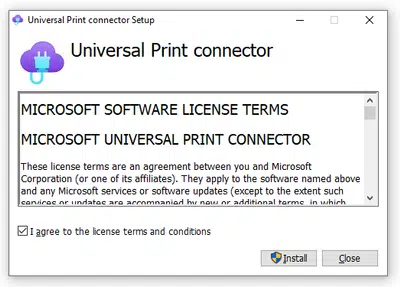 Universal Print connector Setup
Universal Print connector
MICROSOFT SOFTWARE LICENSE TERMS
MICROSOFT UNIVERSAL PRINT CONNECTOR
These license terms are an agreement between you and Microsoft
Corporation (or one of its affiliates). They apply to the software named above
and any Microsoft services or software updates (except to the extent such
services or updates are accompanied by new or additional terms, in which
I agree to the license terms and conditions
Install
Close